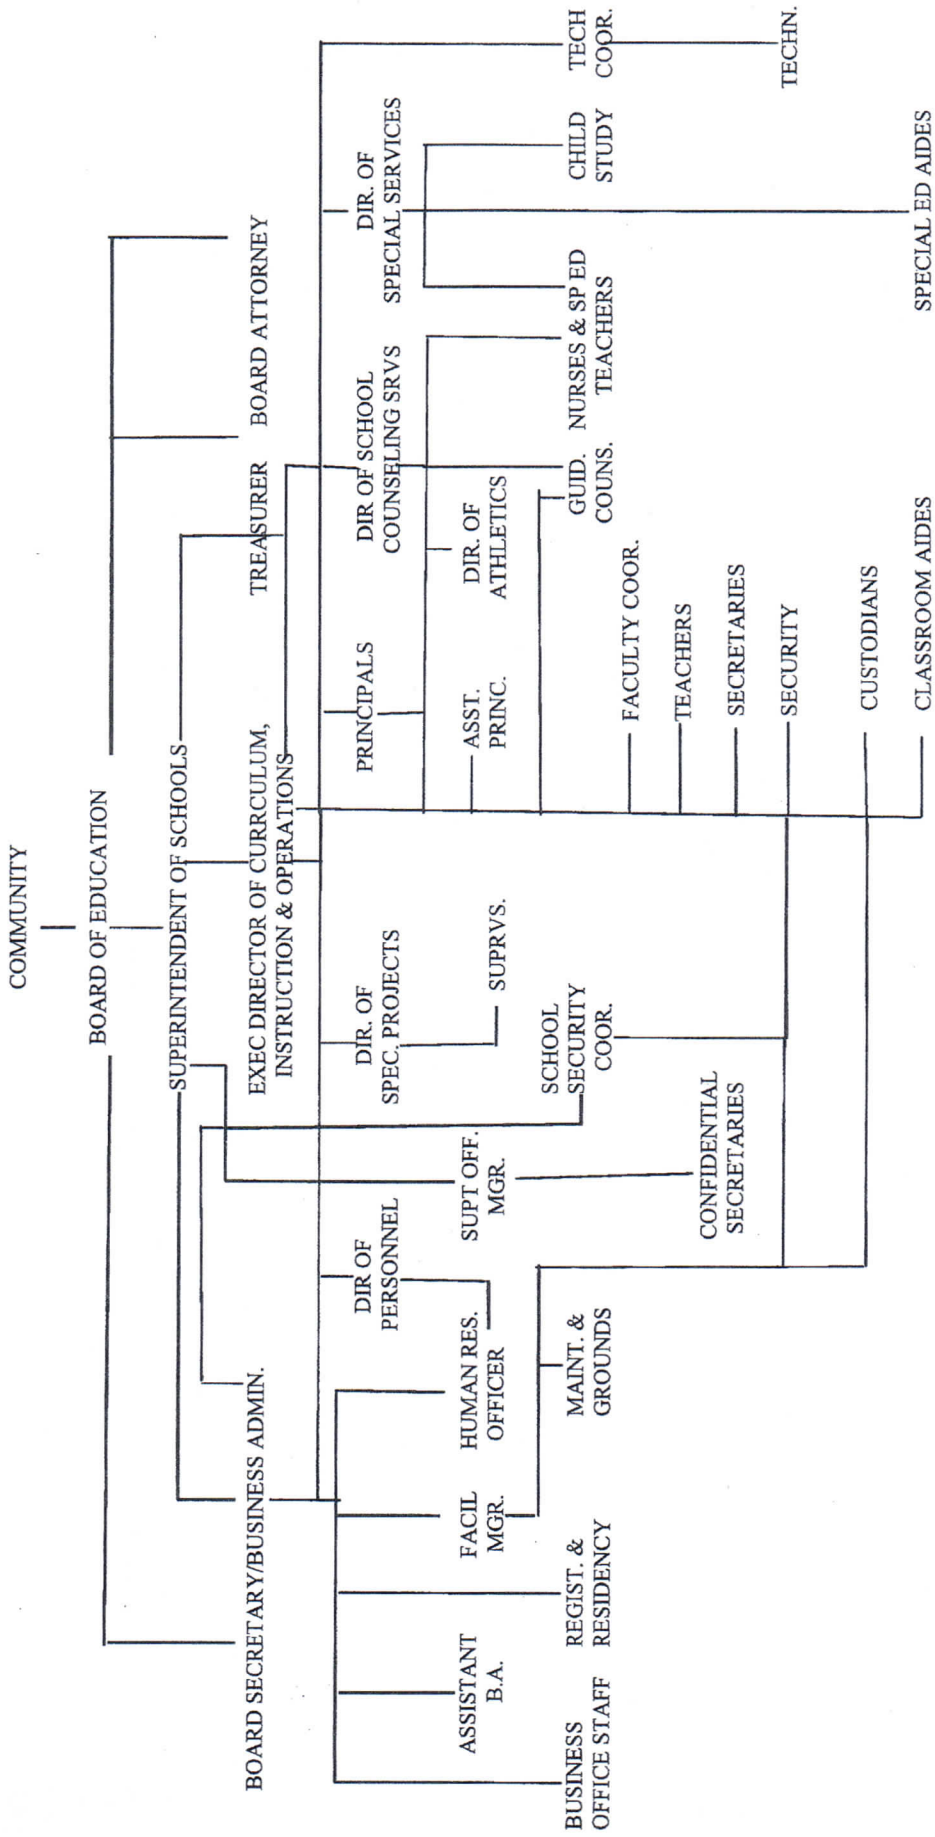 COMMUNITY
BOARD OF EDUCATION
SUPERINTENDENT OF SCHOOLS
BOARD SECRETARY/BUSINESS ADMIN.
EXEC DIRECTOR OF CURRCULUM,
INSTRUCTION & OPERATIONS
TREASURER
BOARD ATTORNEY
DIR OF
PERSONNEL
DIR. OF
SPEC. PROJECTS
PRINCIPALS
DIR OF SCHOOL
COUNSELING SRVS
DIR. OF
SPECIAL SERVICES
ASSISTANT
B.A.
FACIL
MGR.
HUMAN RES.
OFFICER
SUPT OFF.
MGR.
SUPRVS.
ASST.
PRINC.
DIR. OF
ATHLETICS
BUSINESS
OFFICE STAFF
REGIST. &
RESIDENCY
MAINT. &
GROUNDS
SCHOOL
SECURITY
COOR.
GUID.
COUNS.
NURSES & SP ED
TEACHERS
CHILD
STUDY
TECH
COOR.
FACULTY COOR.
TEACHERS
CONFIDENTIAL
SECRETARIES
SECRETARIES
SECURITY
TECHN.
CUSTODIANS
CLASSROOM AIDES
SPECIAL ED AIDES